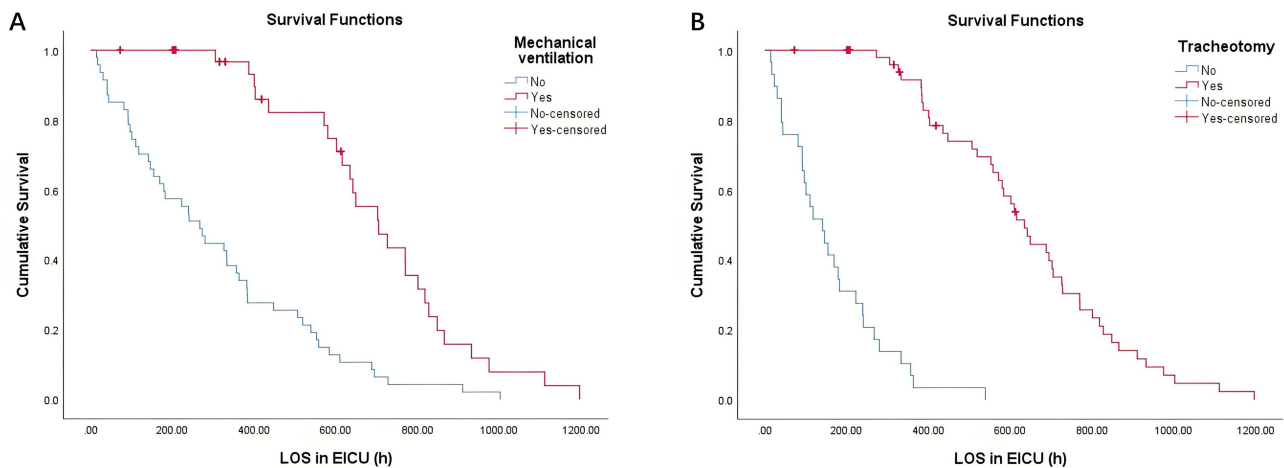 A
Survival Functions
Cumulative Survival
1.0
0.8
0.6
0.4
0.2
0.0
.00 200.00 400.00 600.00 800.00 1000.00 1200.00
LOS in EICU (h)
Mechanical
ventilation
No
Yes
No-censored
Yes-censored
B
Survival Functions
Cumulative Survival
1.0
0.8
0.6
0.4
0.2
0.0
.00 200.00 400.00 600.00 800.00 1000.00 1200.00
LOS in EICU (h)
Tracheotomy
No
Yes
No-censored
Yes-censored